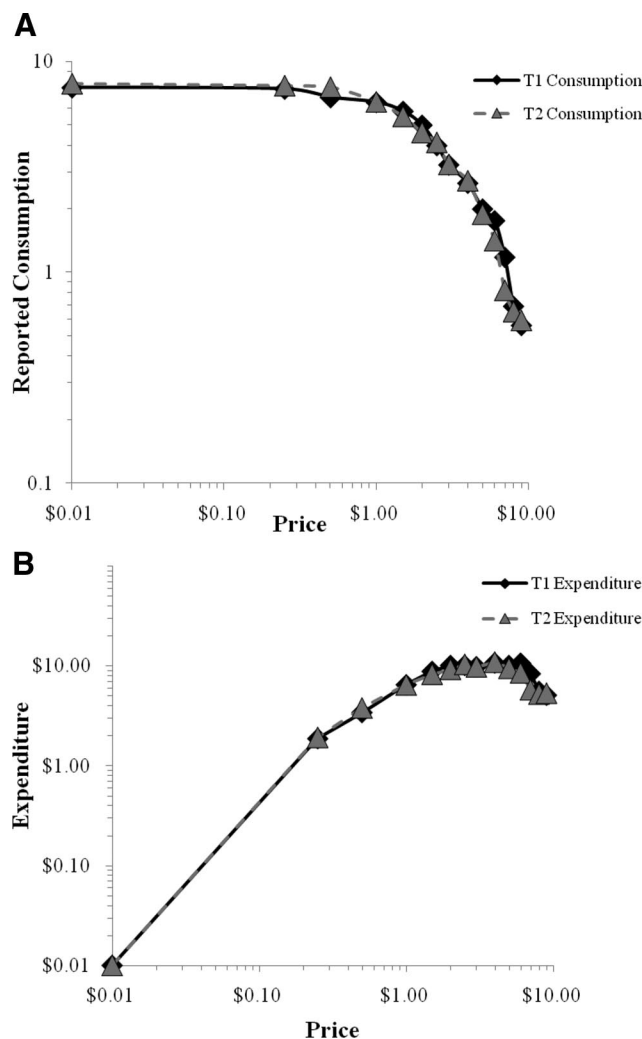 A
10
1
0.1
Reported Consumption
T1 Consumption
T2 Consumption
$0.01
$0.10
$1.00
$10.00
Price
B
$10.00
$1.00
$0.10
$0.01
Expenditure
T1 Expenditure
T2 Expenditure
$0.01
$0.10
$1.00
$10.00
Price